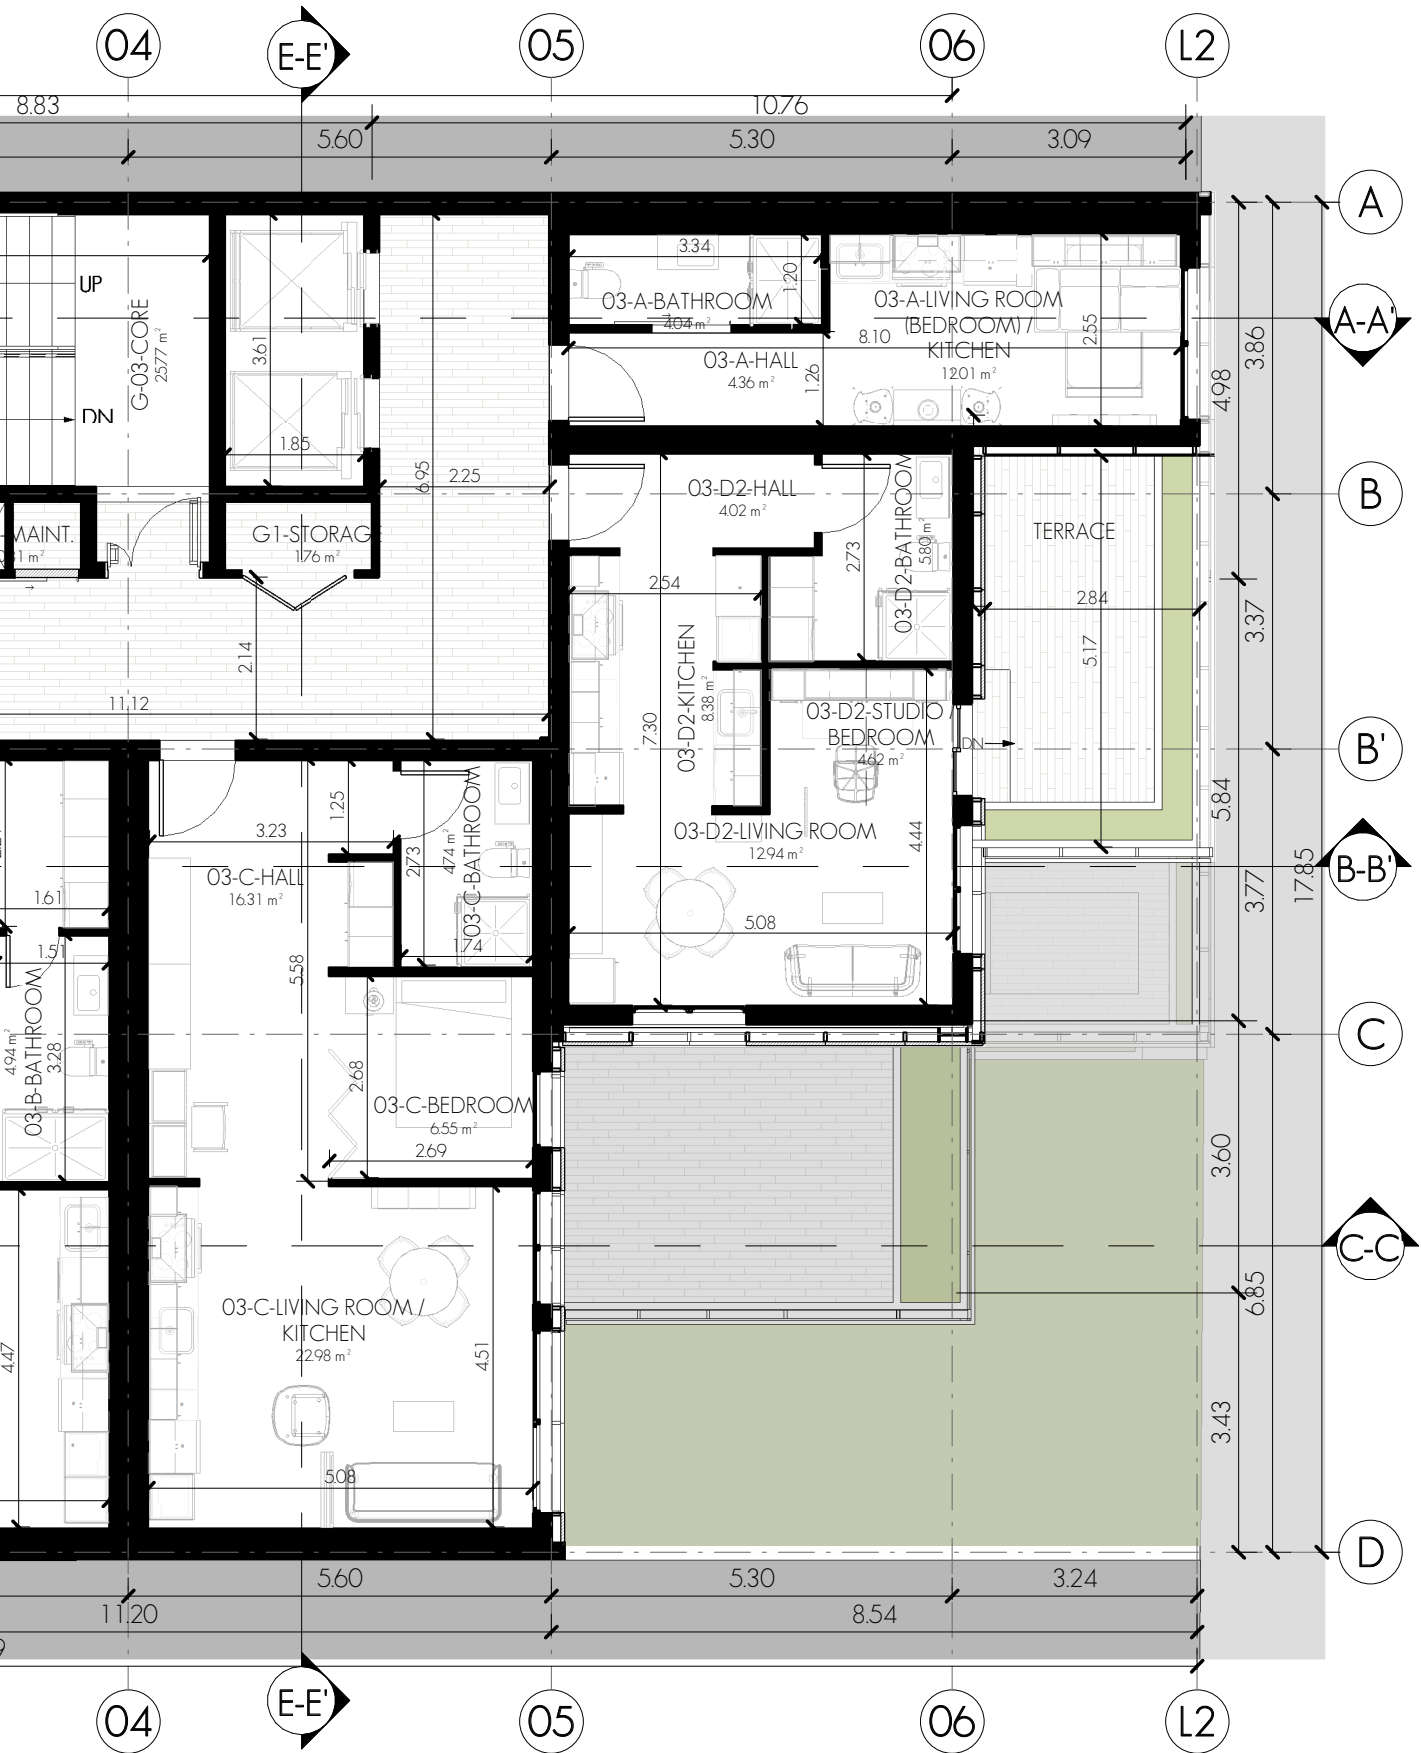 04
E-E'
05
06
L2
8.83
10.76
5.60
5.30
3.09
A
UP
DN
G-03-CORE
25.77 m²
3.61
1.85
6.95
2.25
3.34
1.20
03-A-BATHROOM
4.04 m²
03-A-HALL
4.36 m²
1.26
8.10
03-A-LIVING ROOM
(BEDROOM) /
KITCHEN
12.01 m²
2.55
A-A'
3.86
4.98
B
MAINT.
G1-STORAGE
1.76 m²
2.14
11.12
03-D2-HALL
4.02 m²
2.73
03-D2-BATHROOM
5.80 m²
TERRACE
2.84
5.17
DN
3.37
2.54
03-D2-KITCHEN
8.38 m²
7.30
03-D2-STUDIO /
BEDROOM
4.62 m²
B'
5.84
03-D2-LIVING ROOM
12.94 m²
4.44
5.08
B-B'
3.77
17.85
1.25
3.23
03-C-HALL
16.31 m²
2.73
4.74 m²
03-C-BATHROOM
1.74
1.61
1.51
5.58
4.94 m²
03-B-BATHROOM
3.28
2.68
03-C-BEDROOM
6.55 m²
2.69
C
3.60
C-C'
6.85
3.43
03-C-LIVING ROOM /
KITCHEN
22.98 m²
4.51
4.47
5.08
D
5.60
5.30
3.24
11.20
8.54
9
04
E-E'
05
06
L2